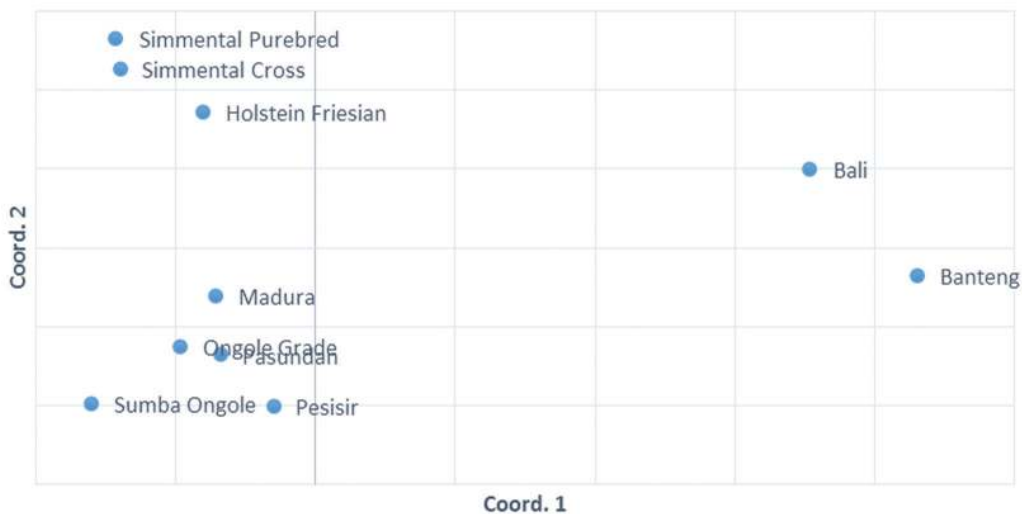 Simmental Purebred
Simmental Cross
Holstein Friesian
Bali
Coord. 2
Banteng
Madura
Ongole Grade
Pasundan
Sumba Ongole
Pesisir
Coord. 1